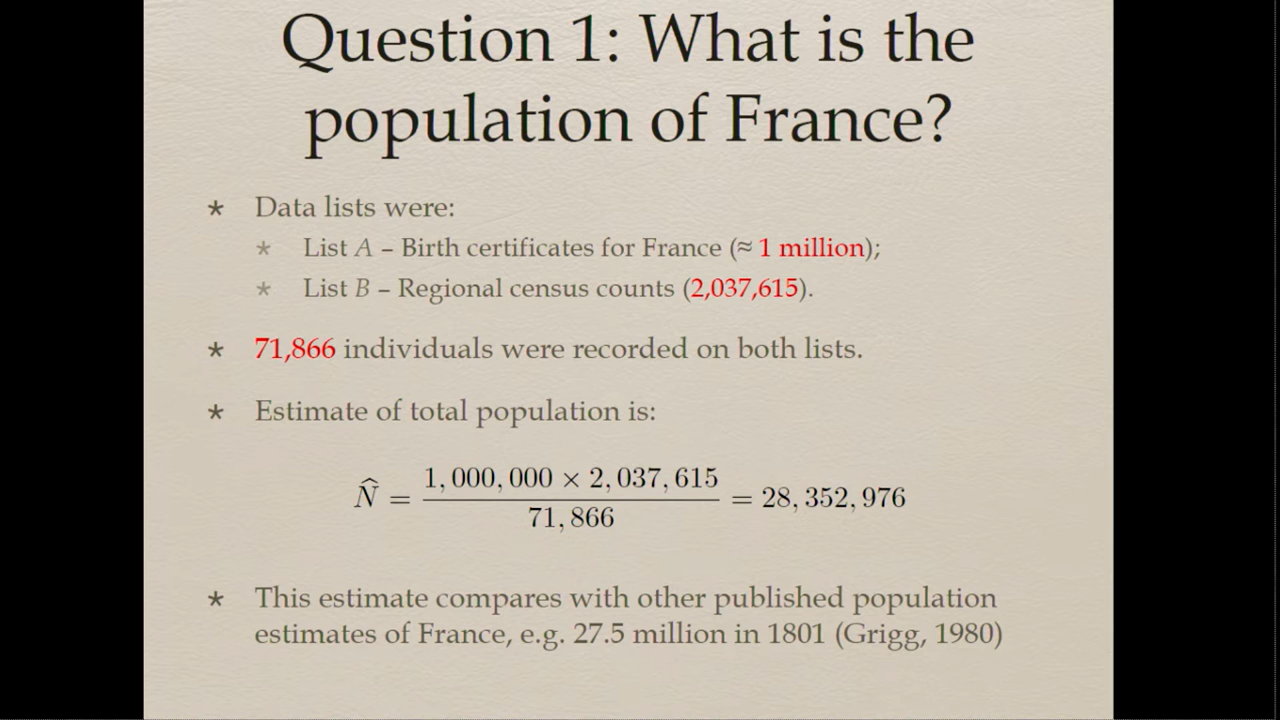 Question 1: What is the
population of France?
* Data lists were:
* List A – Birth certificates for France (≈ 1 million);
* List B – Regional census counts (2,037,615).
* 71,866 individuals were recorded on both lists.
* Estimate of total population is:
N̂ = 1,000,000 × 2,037,615 / 71,866 = 28,352,976
* This estimate compares with other published population
estimates of France, e.g. 27.5 million in 1801 (Grigg, 1980)